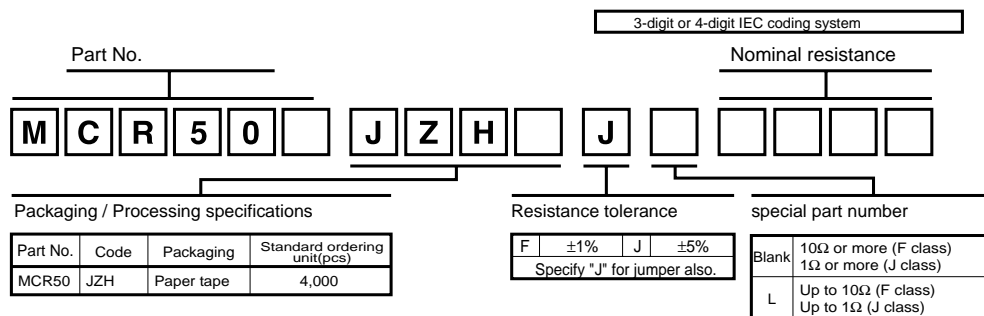 3-digit or 4-digit IEC coding system
Part No.
Nominal resistance
M C R 5 0 J Z H J
Packaging / Processing specifications
Resistance tolerance
special part number
Part No. Code Packaging Standard ordering unit(pcs)
MCR50 JZH Paper tape 4,000
F ±1% J ±5%
Specify "J" for jumper also.
Blank 10Ω or more (F class)
1Ω or more (J class)
L Up to 10Ω (F class)
Up to 1Ω (J class)